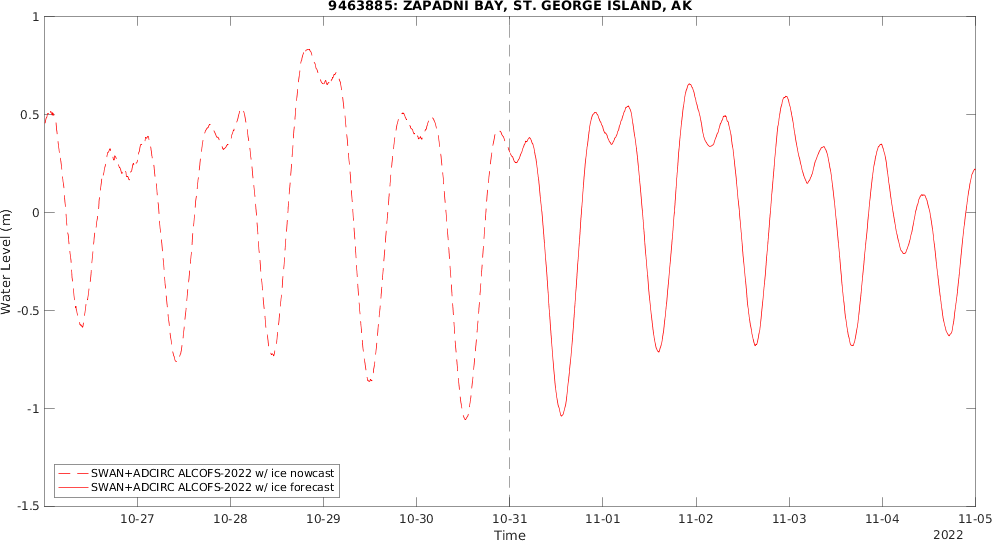 9463885: ZAPADNI BAY, ST. GEORGE ISLAND, AK
Water Level (m)
1
0.5
0
-0.5
-1
-1.5
SWAN+ADCIRC ALCOFS-2022 w/ ice nowcast
SWAN+ADCIRC ALCOFS-2022 w/ ice forecast
10-27 10-28 10-29 10-30 10-31 11-01 11-02 11-03 11-04 11-05
Time
2022